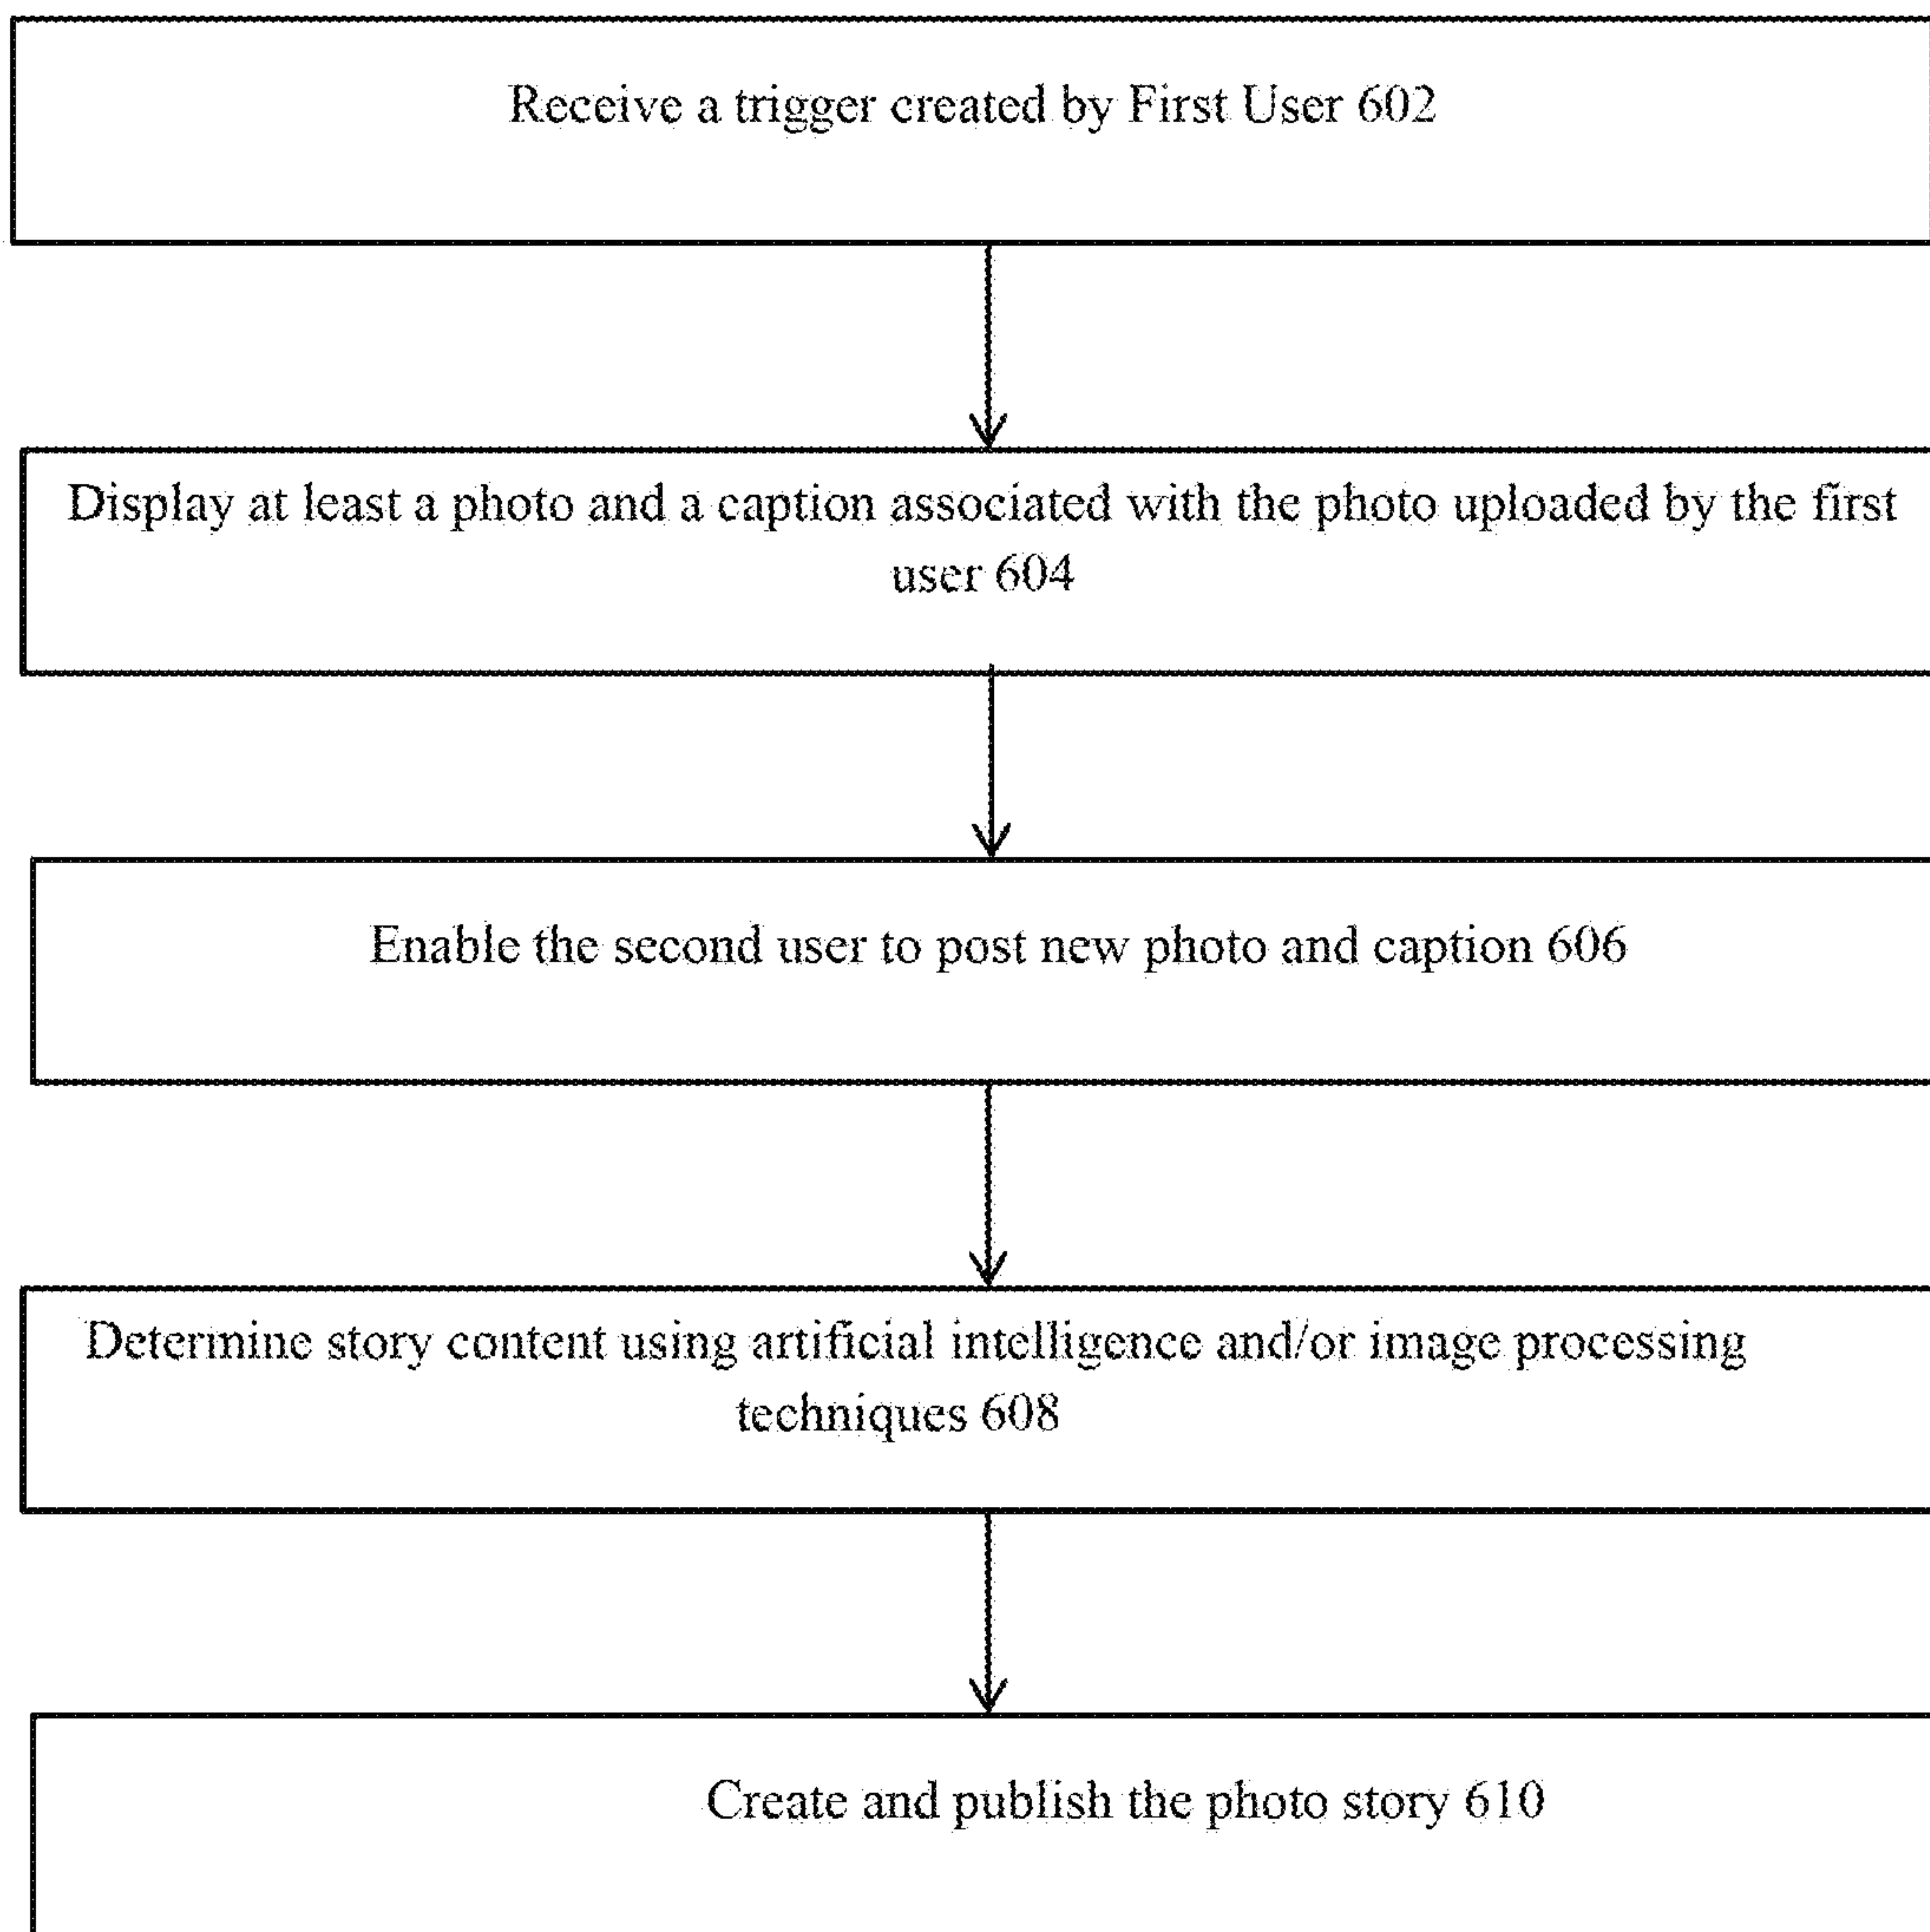 Receive a trigger created by First User 602
Display at least a photo and a caption associated with the photo uploaded by the first
user 604
Enable the second user to post new photo and caption 606
Determine story content using artificial intelligence and/or image processing
techniques 608
Create and publish the photo story 610